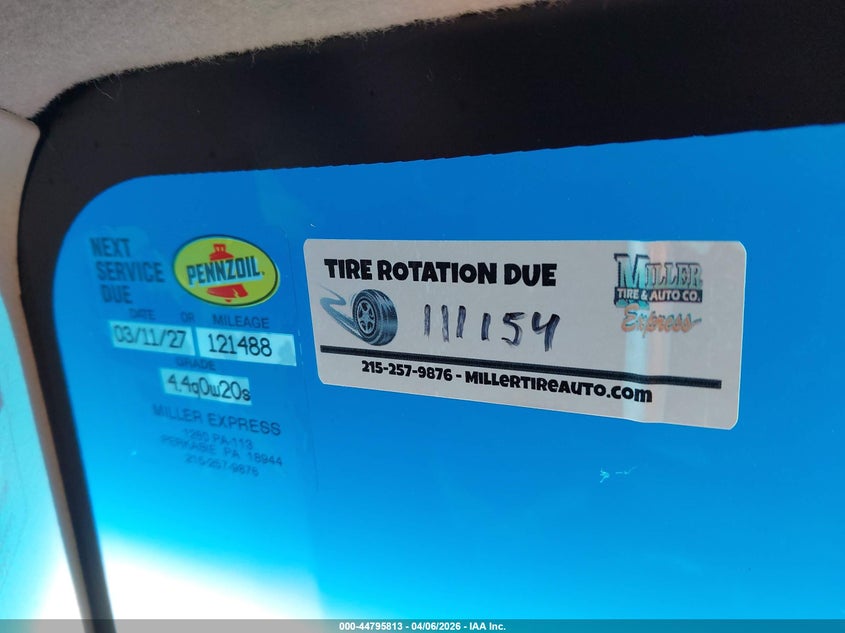 NEXT
SERVICE
DUE
PENNZOIL.
DATE OR MILEAGE
03/11/27 121488
GRADE
4.4q0w20s
MILLER EXPRESS
1260 PA-113
PERKASIE PA 18944
215-257-9876
TIRE ROTATION DUE
111154
MILLER
TIRE & AUTO CO.
Express
215-257-9876 - MILLERTIREAUTO.COM
000-44795813 - 04/06/2026 - IAA Inc.